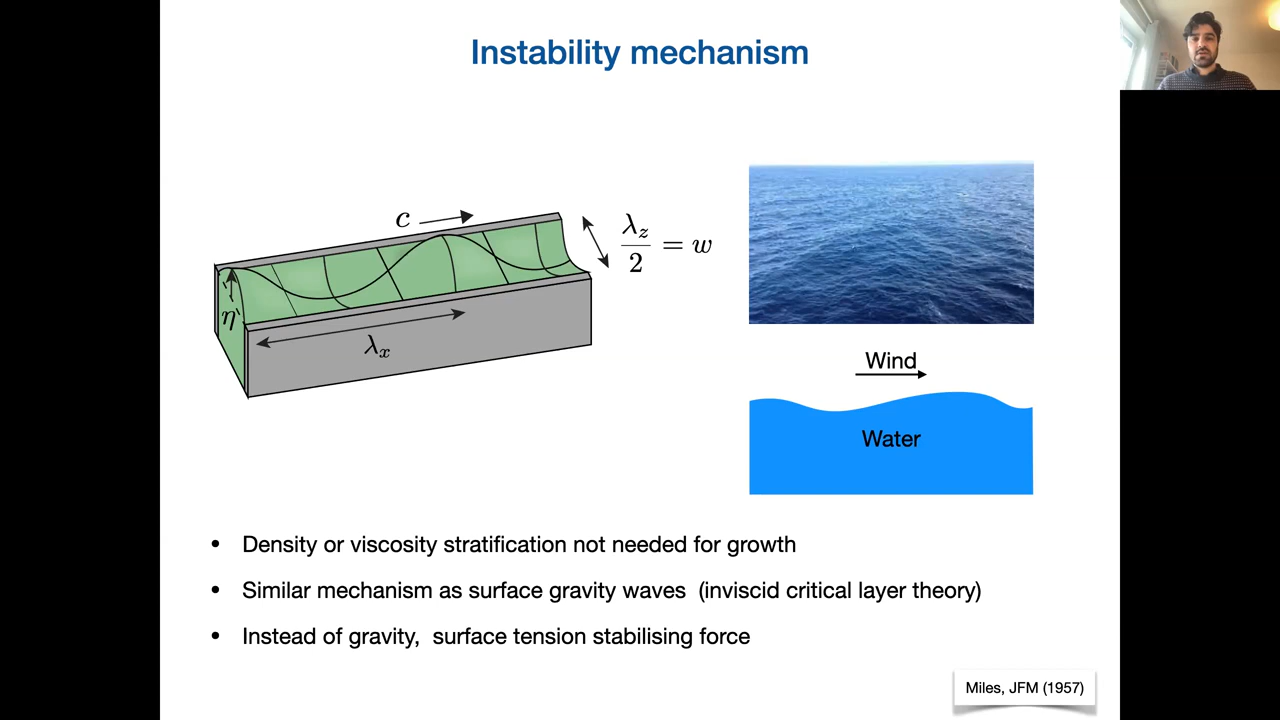 Instability mechanism
c
λz/2 = w
η
λx
Wind
Water
• Density or viscosity stratification not needed for growth
• Similar mechanism as surface gravity waves (inviscid critical layer theory)
• Instead of gravity, surface tension stabilising force
Miles, JFM (1957)